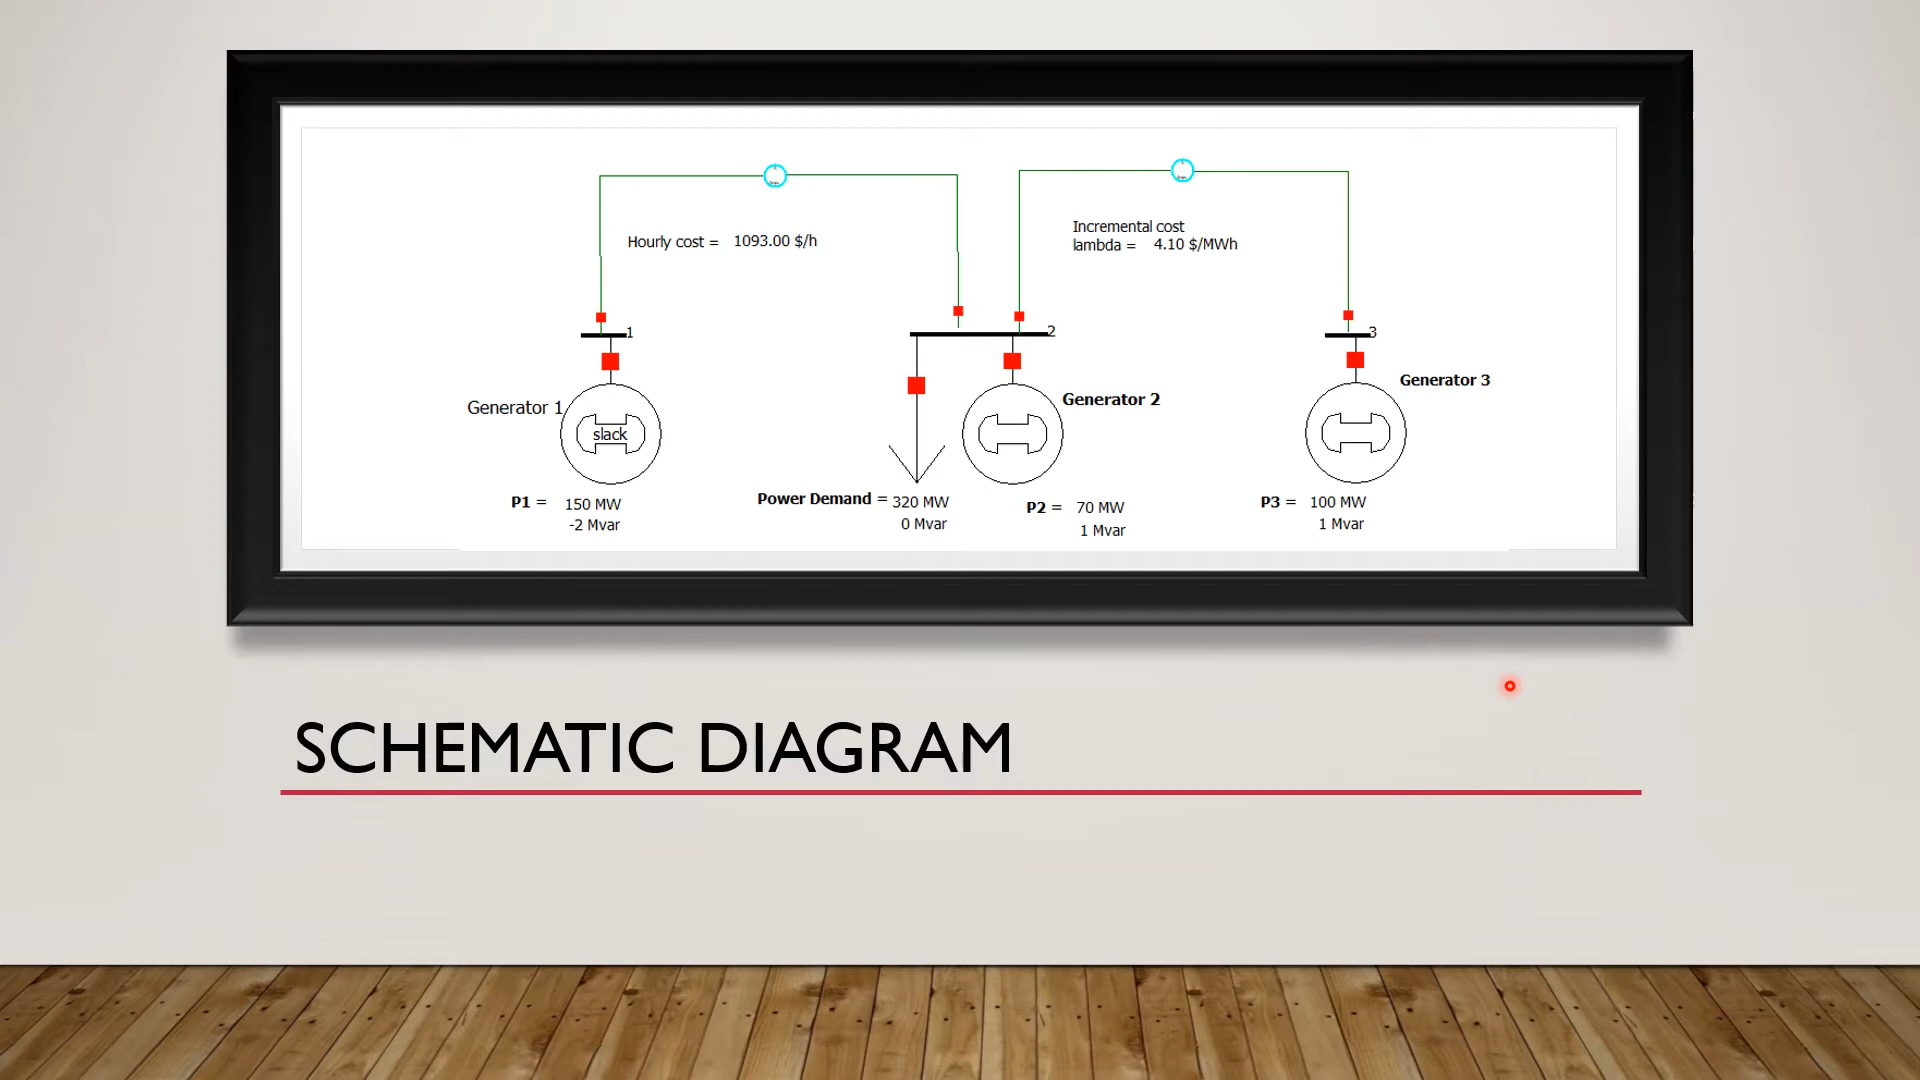 Hourly cost = 1093.00 $/h
Incremental cost
lambda = 4.10 $/MWh
1
2
3
Generator 1
slack
Generator 2
Generator 3
P1 = 150 MW
-2 Mvar
Power Demand = 320 MW
0 Mvar
P2 = 70 MW
1 Mvar
P3 = 100 MW
1 Mvar
SCHEMATIC DIAGRAM